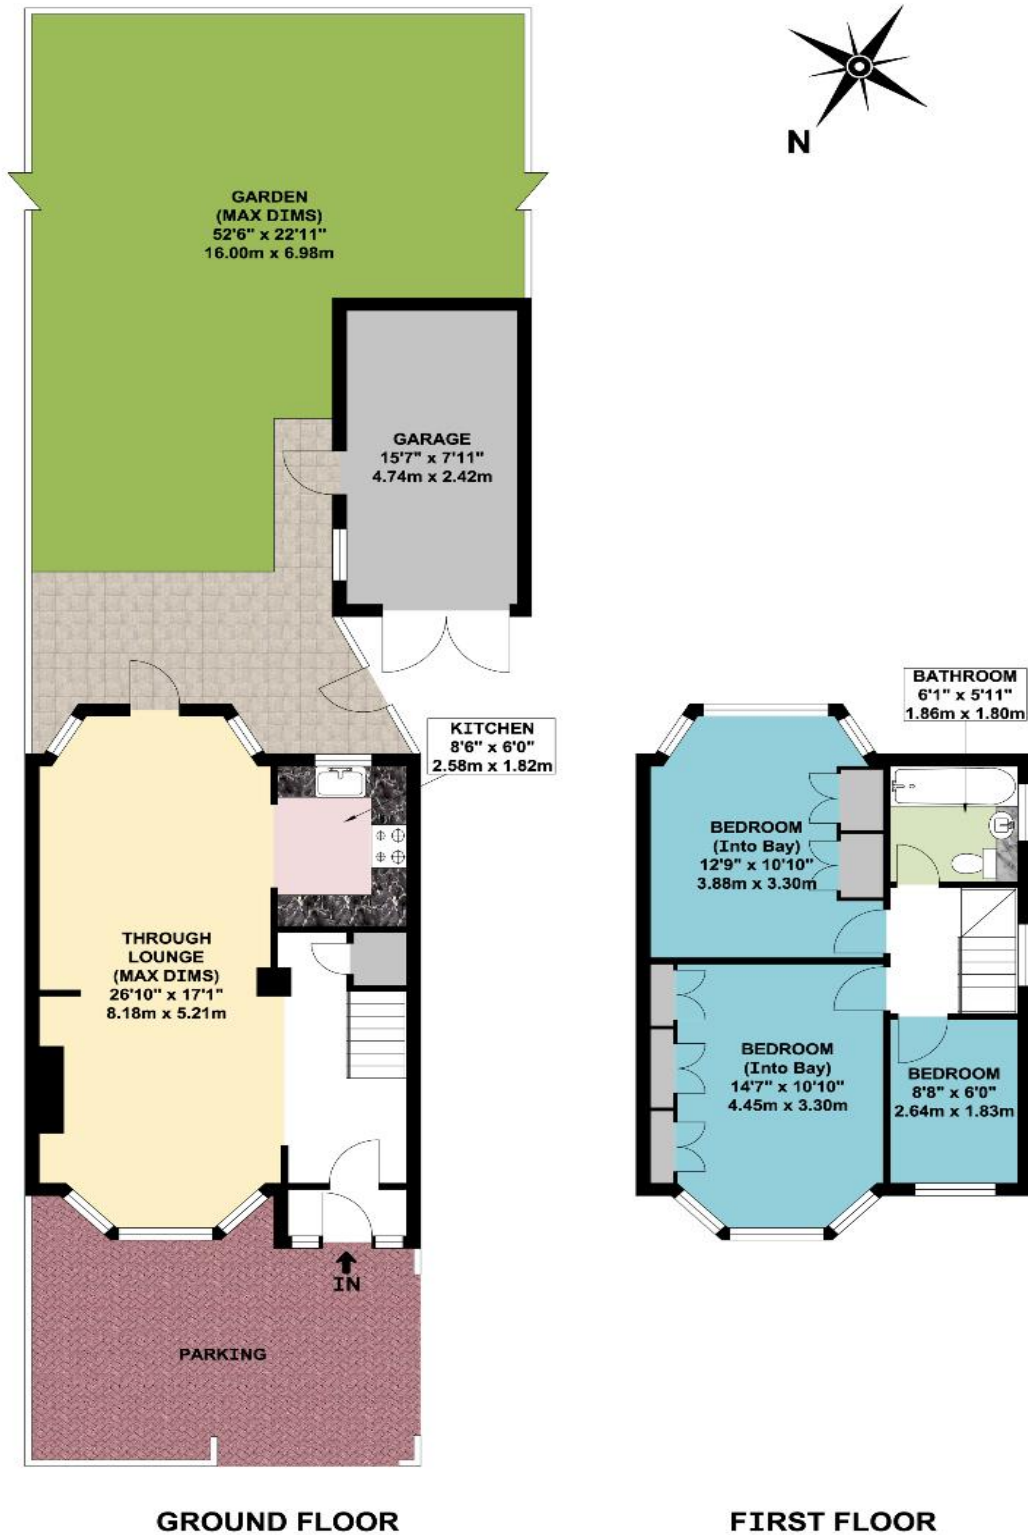 N
GARDEN
(MAX DIMS)
52'6" x 22'11"
16.00m x 6.98m
GARAGE
15'7" x 7'11"
4.74m x 2.42m
KITCHEN
8'6" x 6'0"
2.58m x 1.82m
THROUGH
LOUNGE
(MAX DIMS)
26'10" x 17'1"
8.18m x 5.21m
IN
PARKING
GROUND FLOOR
BATHROOM
6'1" x 5'11"
1.86m x 1.80m
BEDROOM
(Into Bay)
12'9" x 10'10"
3.88m x 3.30m
BEDROOM
(Into Bay)
14'7" x 10'10"
4.45m x 3.30m
BEDROOM
8'8" x 6'0"
2.64m x 1.83m
FIRST FLOOR